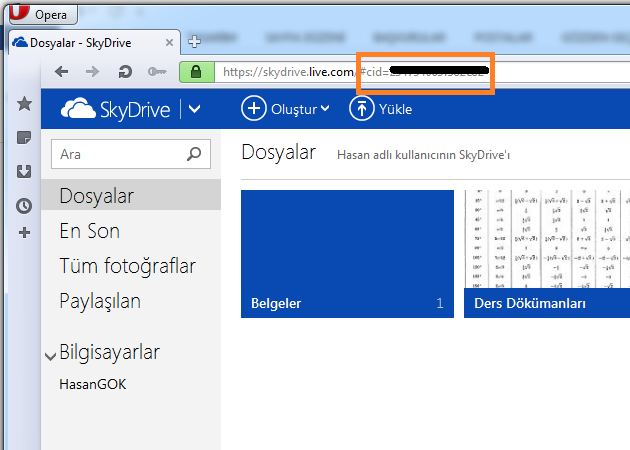 Opera
Dosyalar - SkyDrive
https://skydrive.live.com/#cid=
SkyDrive
Oluştur
Yükle
Ara
Dosyalar
Hasan adlı kullanıcının SkyDrive'ı
Dosyalar
En Son
Tüm fotoğraflar
Paylaşılan
Bilgisayarlar
HasanGOK
Belgeler 1
Ders Dökümanları